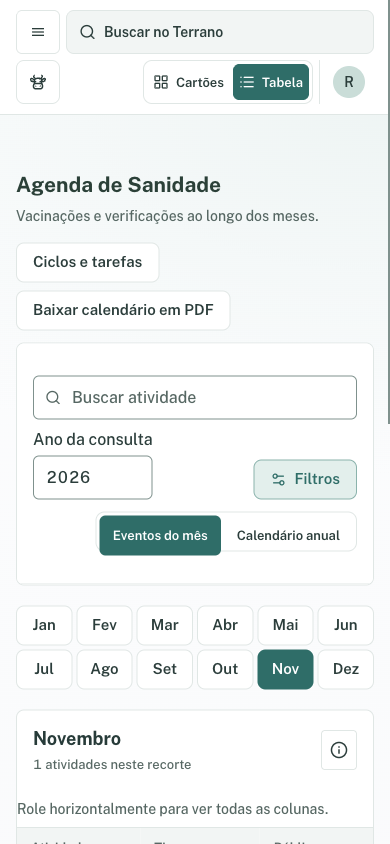 Buscar no Terrano
Cartões
Tabela
R
Agenda de Sanidade
Vacinações e verificações ao longo dos meses.
Ciclos e tarefas
Baixar calendário em PDF
Buscar atividade
Ano da consulta
2026
Filtros
Eventos do mês
Calendário anual
Jan Fev Mar Abr Mai Jun
Jul Ago Set Out Nov Dez
Novembro
1 atividades neste recorte
Role horizontalmente para ver todas as colunas.